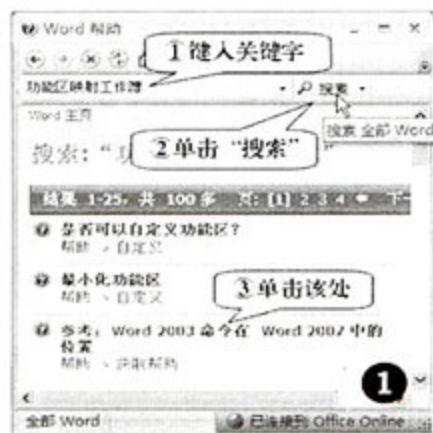 Word 帮助
①键入关键字
功能区映射工作簿
搜索
Word 主页
搜索 全部 Word
搜索：“功
②单击“搜索”
结果 1-25，共 100 多 页：[1] 2 3 4 下一
是否可以自定义功能区？
帮助 > 自定义
最小化功能区
帮助 > 自定义
③单击该处
参考：Word 2003 命令在 Word 2007 中的
位置
帮助 > 获取帮助
❶
全部 Word
已连接到 Office Online